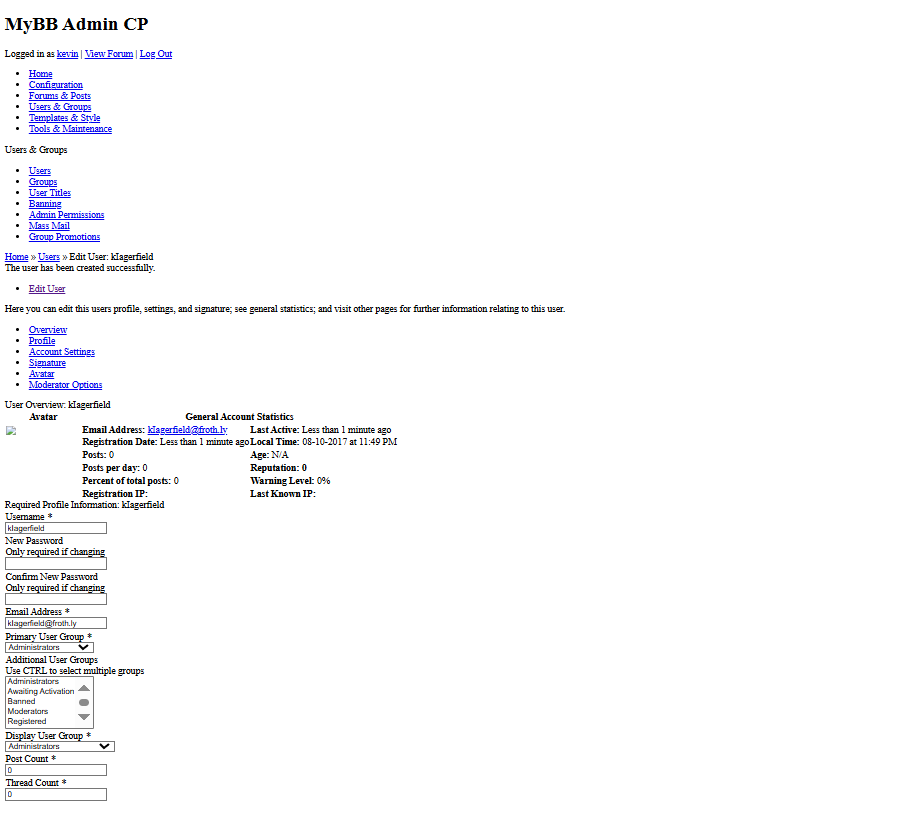 MyBB Admin CP
Logged in as kevin | View Forum | Log Out
Home
Configuration
Forums & Posts
Users & Groups
Templates & Style
Tools & Maintenance
Users & Groups
Users
Groups
User Titles
Banning
Admin Permissions
Mass Mail
Group Promotions
Home » Users » Edit User: kIagerfield
The user has been created successfully.
Edit User
Here you can edit this users profile, settings, and signature; see general statistics; and visit other pages for further information relating to this user.
Overview
Profile
Account Settings
Signature
Avatar
Moderator Options
User Overview: kIagerfield
Avatar General Account Statistics
Email Address: kIagerfield@froth.ly Last Active: Less than 1 minute ago
Registration Date: Less than 1 minute ago Local Time: 08-10-2017 at 11:49 PM
Posts: 0 Age: N/A
Posts per day: 0 Reputation: 0
Percent of total posts: 0 Warning Level: 0%
Registration IP: Last Known IP:
Required Profile Information: kIagerfield
Username *
kIagerfield
New Password
Only required if changing
Confirm New Password
Only required if changing
Email Address *
kIagerfield@froth.ly
Primary User Group *
Administrators
Additional User Groups
Use CTRL to select multiple groups
Administrators
Awaiting Activation
Banned
Moderators
Registered
Display User Group *
Administrators
Post Count *
0
Thread Count *
0